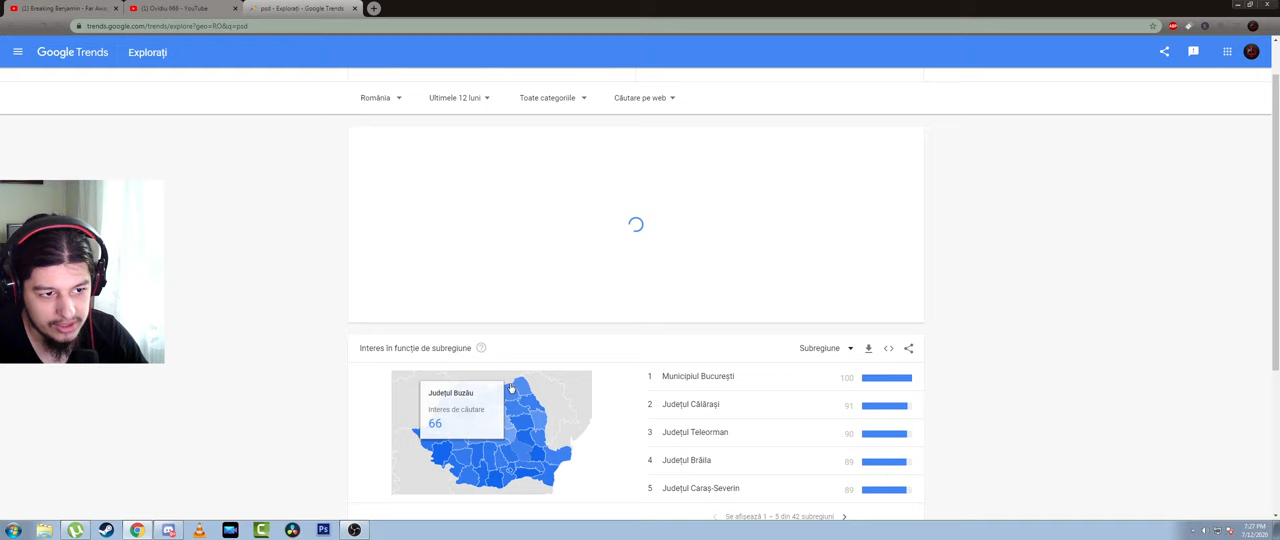 (1) Breaking Benjamin - Far Away
(1) Ovidiu 666 - YouTube
psd - Explorați - Google Trends
trends.google.com/trends/explore?geo=RO&q=psd
ABP
Google Trends Explorați
România Ultimele 12 luni Toate categoriile Căutare pe web
Interes în funcție de subregiune Subregiune
Județul Buzău
Interes de căutare
66
1 Municipiul București 100
2 Județul Călărași 91
3 Județul Teleorman 90
4 Județul Brăila 89
5 Județul Caraș-Severin 89
Se afișează 1 – 5 din 42 subregiuni
Ps
7:27 PM
7/12/2020